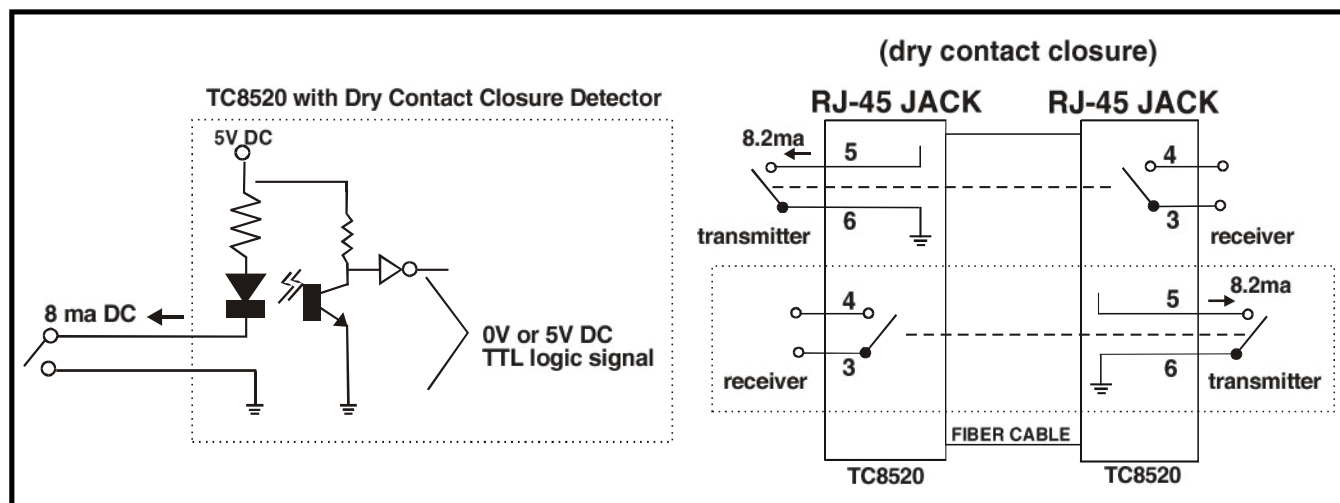 TC8520 with Dry Contact Closure Detector
5V DC
8 ma DC
0V or 5V DC
TTL logic signal
(dry contact closure)
RJ-45 JACK
RJ-45 JACK
8.2ma
5
6
transmitter
4
3
receiver
4
3
receiver
8.2ma
5
6
transmitter
FIBER CABLE
TC8520
TC8520